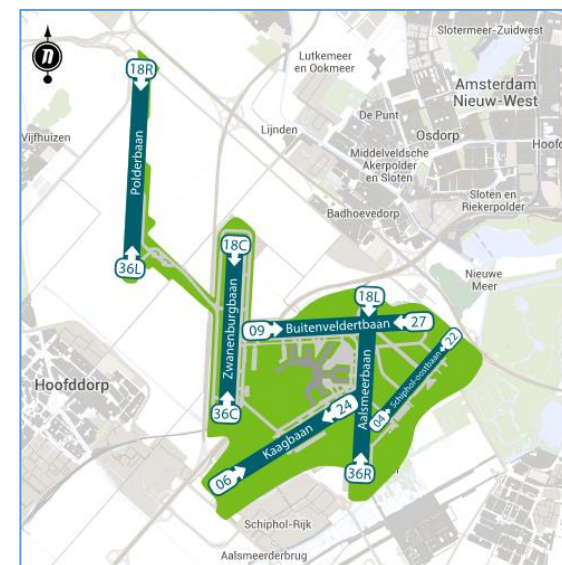 n
Slotermeer-Zuidwest
Lutkemeer
en Ookmeer
18R
Amsterdam
Nieuw-West
De Punt
Vijfhuizen
Lijnden
Osdorp
Hoofd
Middelveldsche
Akerpolder
en Sloten
Polderbaan
Sloten en
Riekerpolder
Badhoevedorp
18C
36L
Nieuwe
Meer
18L
09
Buitenveldertbaan
27
Zwanenburgbaan
22
Schiphol-oostbaan
Aalsmeerbaan
Hoofddorp
24
36C
04
Kaagbaan
06
36R
Schiphol-Rijk
Aalsmeerderbrug